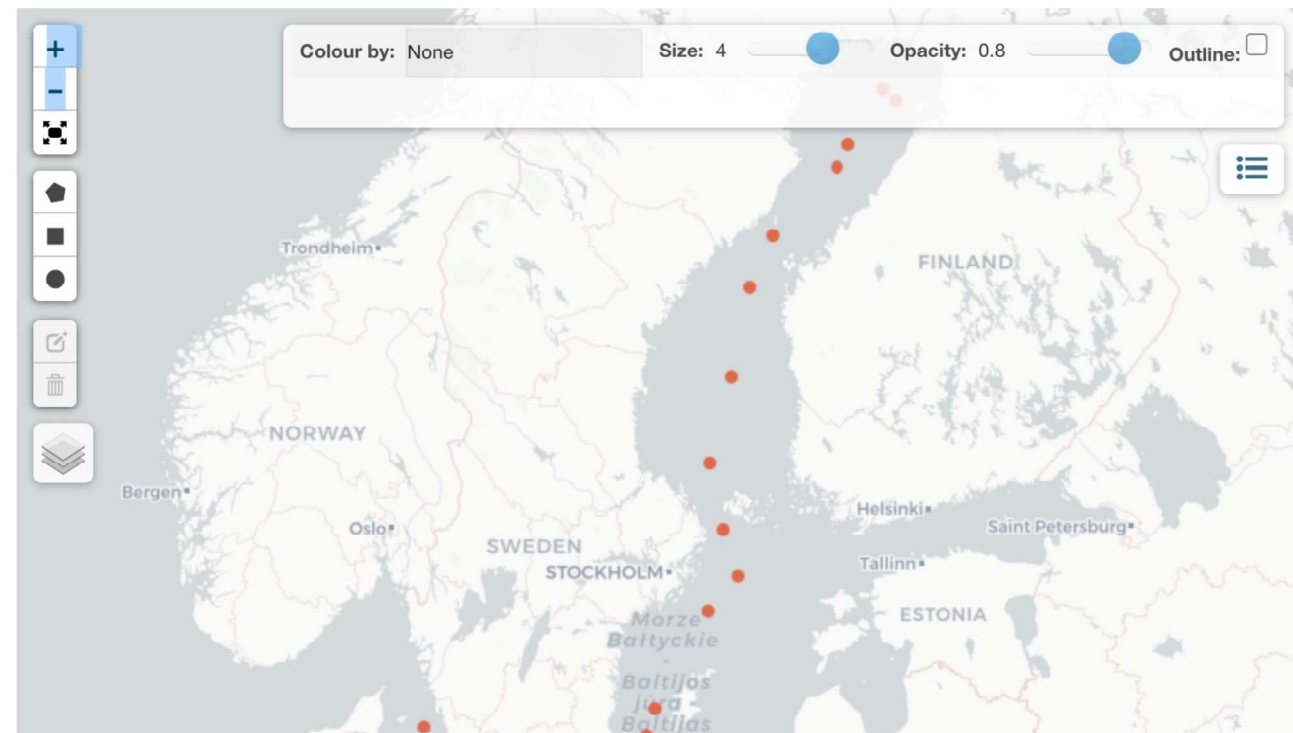 +
Colour by: None Size: 4 Opacity: 0.8 Outline:
−
Trondheim
FINLAND
NORWAY
Bergen
Helsinki
Oslo
Saint Petersburg
SWEDEN
STOCKHOLM
Tallinn
Morze
Bałtyckie
-
ESTONIA
Baltijos
jūra -
Baltijas